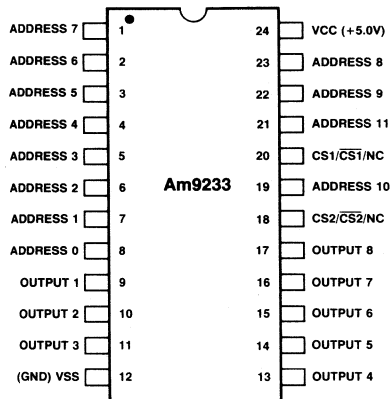 ADDRESS 7 1 24 VCC (+5.0V)
ADDRESS 6 2 23 ADDRESS 8
ADDRESS 5 3 22 ADDRESS 9
ADDRESS 4 4 21 ADDRESS 11
ADDRESS 3 5 20 CS1/C̅S̅1̅/NC
Am9233
ADDRESS 2 6 19 ADDRESS 10
ADDRESS 1 7 18 CS2/C̅S̅2̅/NC
ADDRESS 0 8 17 OUTPUT 8
OUTPUT 1 9 16 OUTPUT 7
OUTPUT 2 10 15 OUTPUT 6
OUTPUT 3 11 14 OUTPUT 5
(GND) VSS 12 13 OUTPUT 4